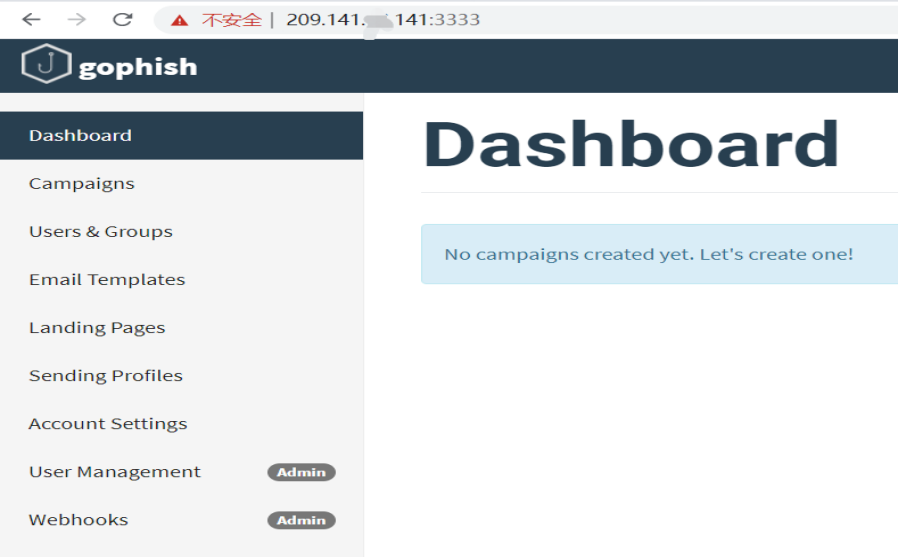 不安全 | 209.141. 141:3333
gophish
Dashboard
Campaigns
Users & Groups
Email Templates
Landing Pages
Sending Profiles
Account Settings
User Management Admin
Webhooks Admin
Dashboard
No campaigns created yet. Let's create one!